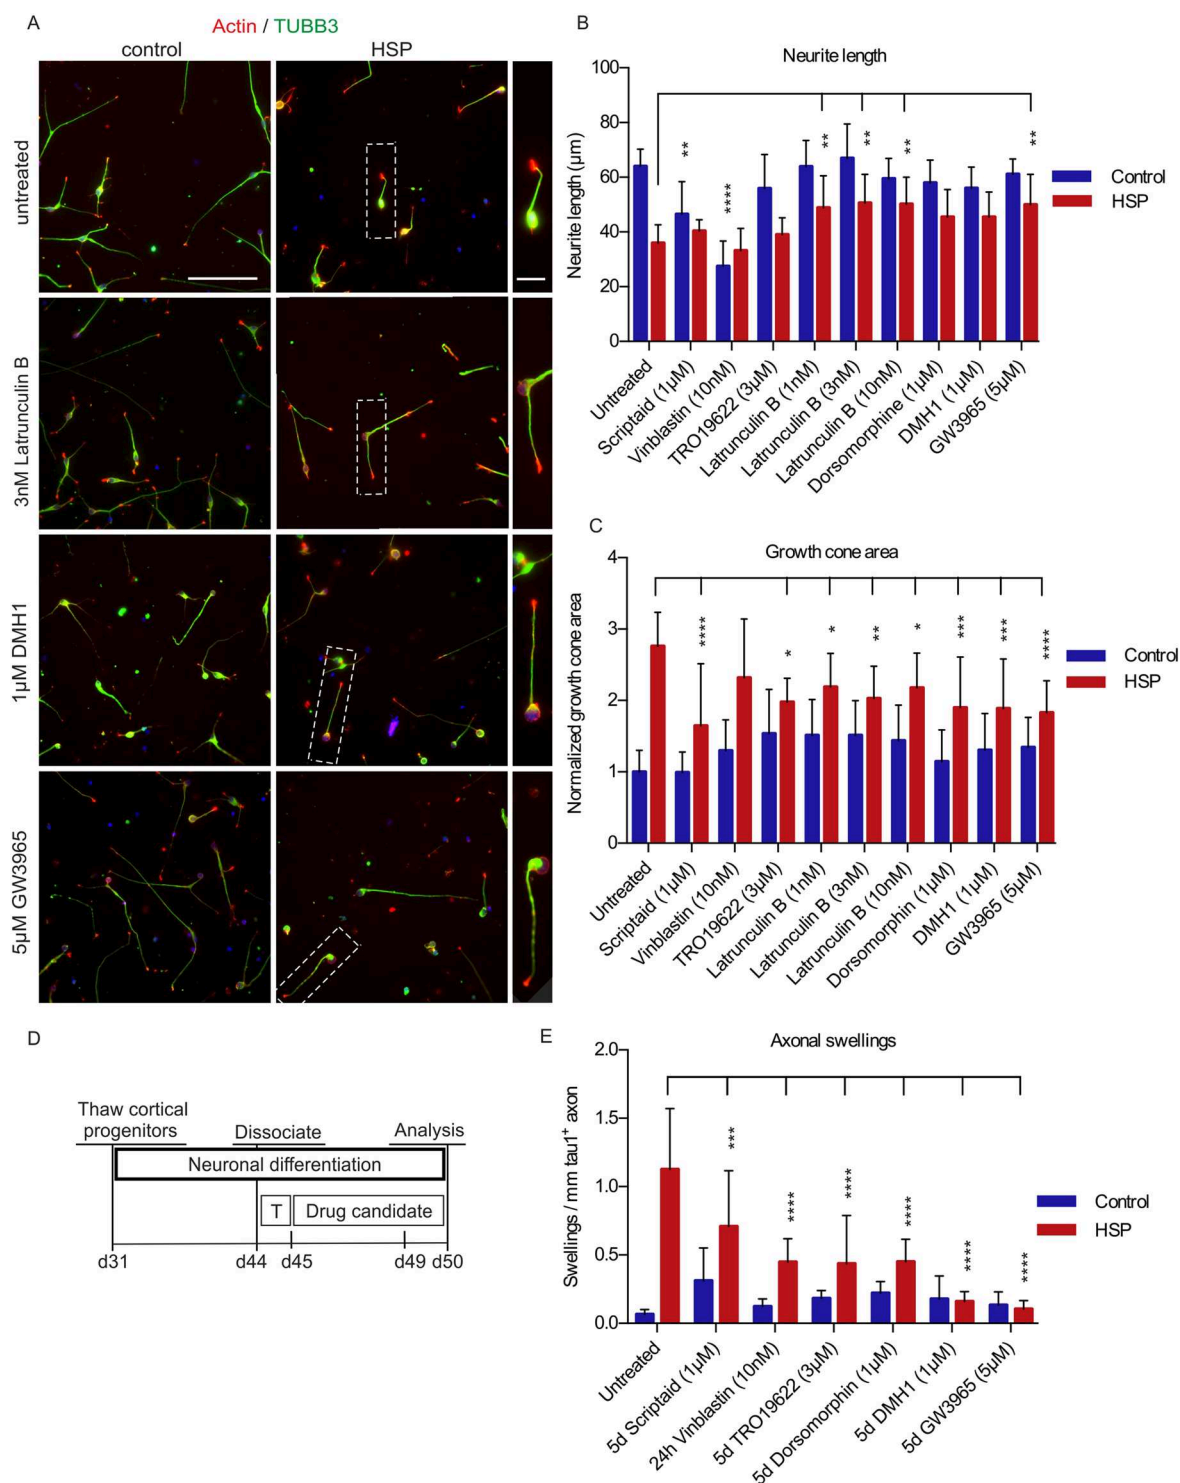 A
Actin / TUBB3
control
HSP
untreated
3nM Latrunculin B
1µM DMH1
5µM GW3965
B
Neurite length
Neurite length (µm)
100
80
60
40
20
0
**
****
**
**
**
**
Control
HSP
Untreated
Scriptaid (1µM)
Vinblastin (10nM)
TRO19622 (3µM)
Latrunculin B (1nM)
Latrunculin B (3nM)
Latrunculin B (10nM)
Dorsomorphine (1µM)
DMH1 (1µM)
GW3965 (5µM)
C
Growth cone area
Normalized growth cone area
4
3
2
1
0
****
*
*
**
*
***
***
****
Control
HSP
Untreated
Scriptaid (1µM)
Vinblastin (10nM)
TRO19622 (3µM)
Latrunculin B (1nM)
Latrunculin B (3nM)
Latrunculin B (10nM)
Dorsomorphin (1µM)
DMH1 (1µM)
GW3965 (5µM)
D
Thaw cortical
progenitors
Dissociate
Analysis
Neuronal differentiation
T
Drug candidate
d31
d44
d45
d49
d50
E
Axonal swellings
Swellings / mm tau1⁺ axon
2.0
1.5
1.0
0.5
0.0
***
****
****
****
****
****
Control
HSP
Untreated
5d Scriptaid (1µM)
24h Vinblastin (10nM)
5d TRO19622 (3µM)
5d Dorsomorphin (1µM)
5d DMH1 (1µM)
5d GW3965 (5µM)